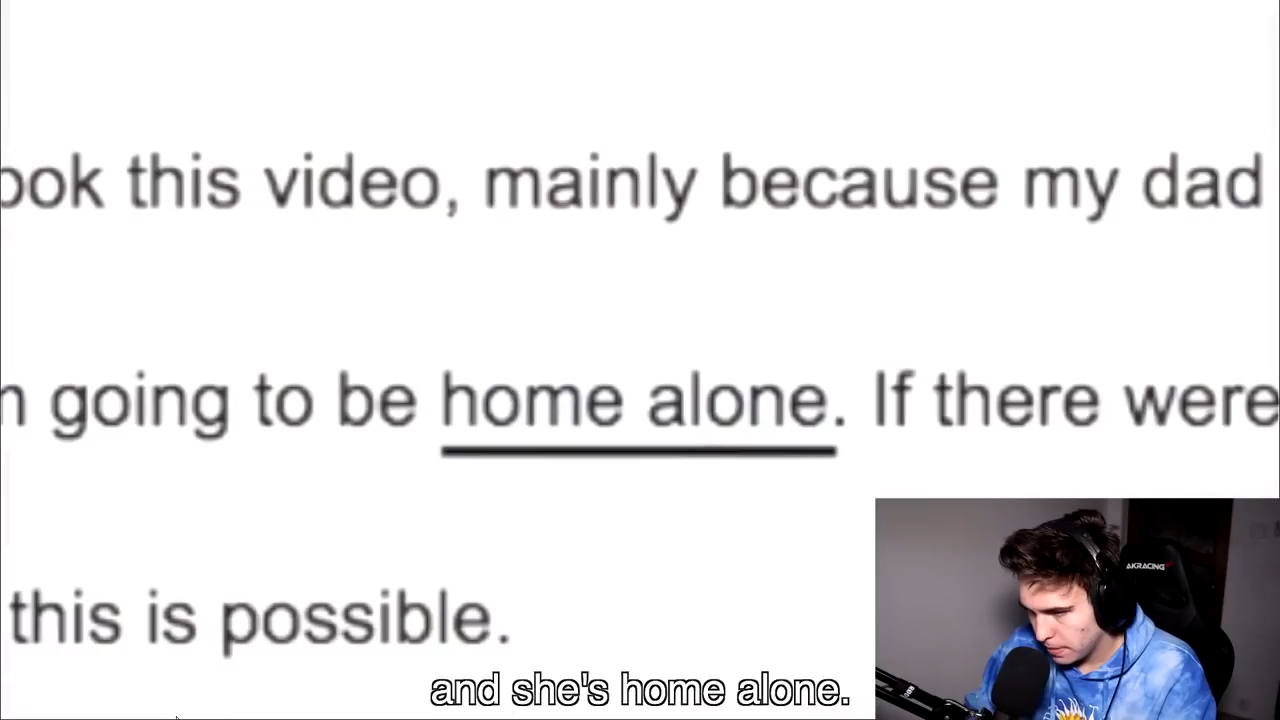 this video, mainly because my dad
going to be home alone. If there were
this is possible.
AKRACING
and she's home alone.